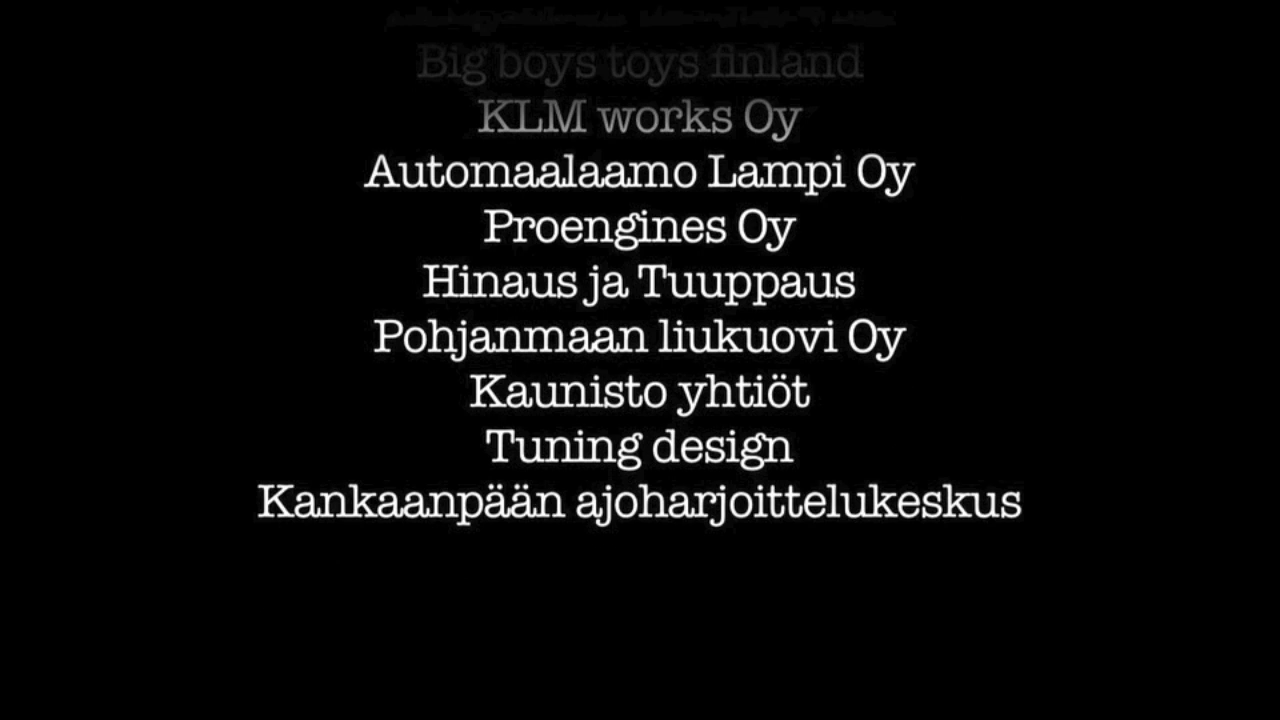 Big boys toys finland
KLM works Oy
Automaalaamo Lampi Oy
Proengines Oy
Hinaus ja Tuuppaus
Pohjanmaan liukuovi Oy
Kaunisto yhtiöt
Tuning design
Kankaanpään ajoharjoittelukeskus